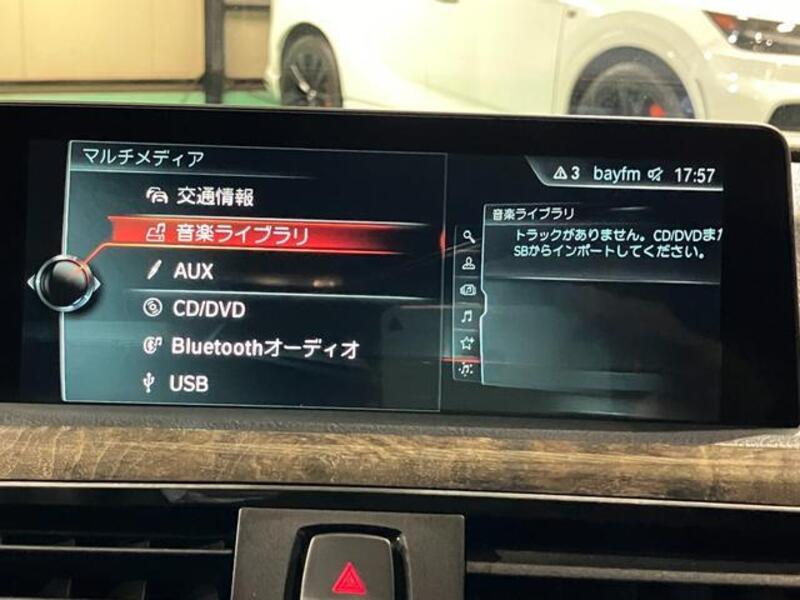 マルチメディア
3 bayfm 17:57
交通情報
音楽ライブラリ
AUX
CD/DVD
Bluetoothオーディオ
USB
音楽ライブラリ
トラックがありません。CD/DVDまた
SBからインポートしてください。